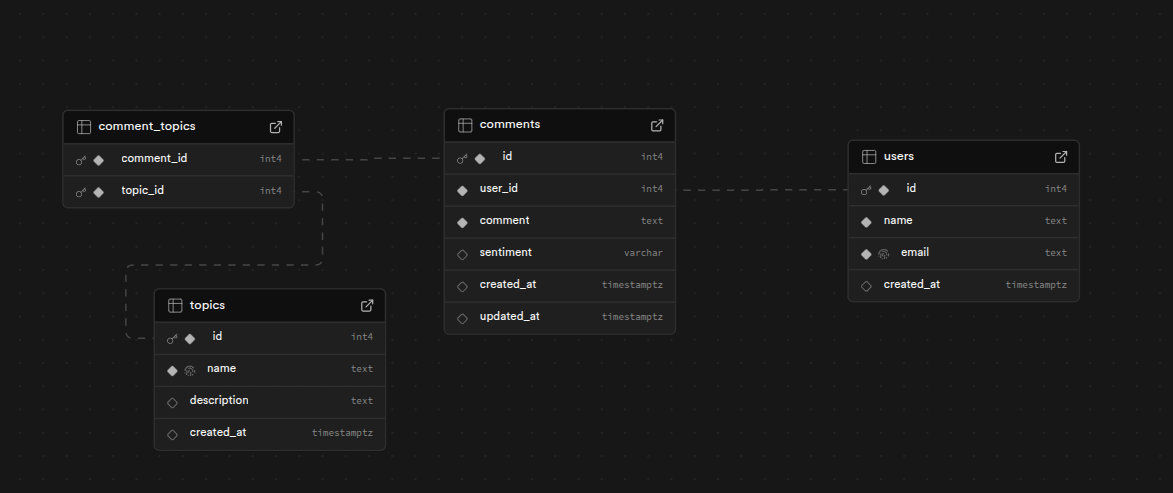 comment_topics
comment_id int4
topic_id int4
comments
id int4
user_id int4
comment text
sentiment varchar
created_at timestamptz
updated_at timestamptz
users
id int4
name text
email text
created_at timestamptz
topics
id int4
name text
description text
created_at timestamptz